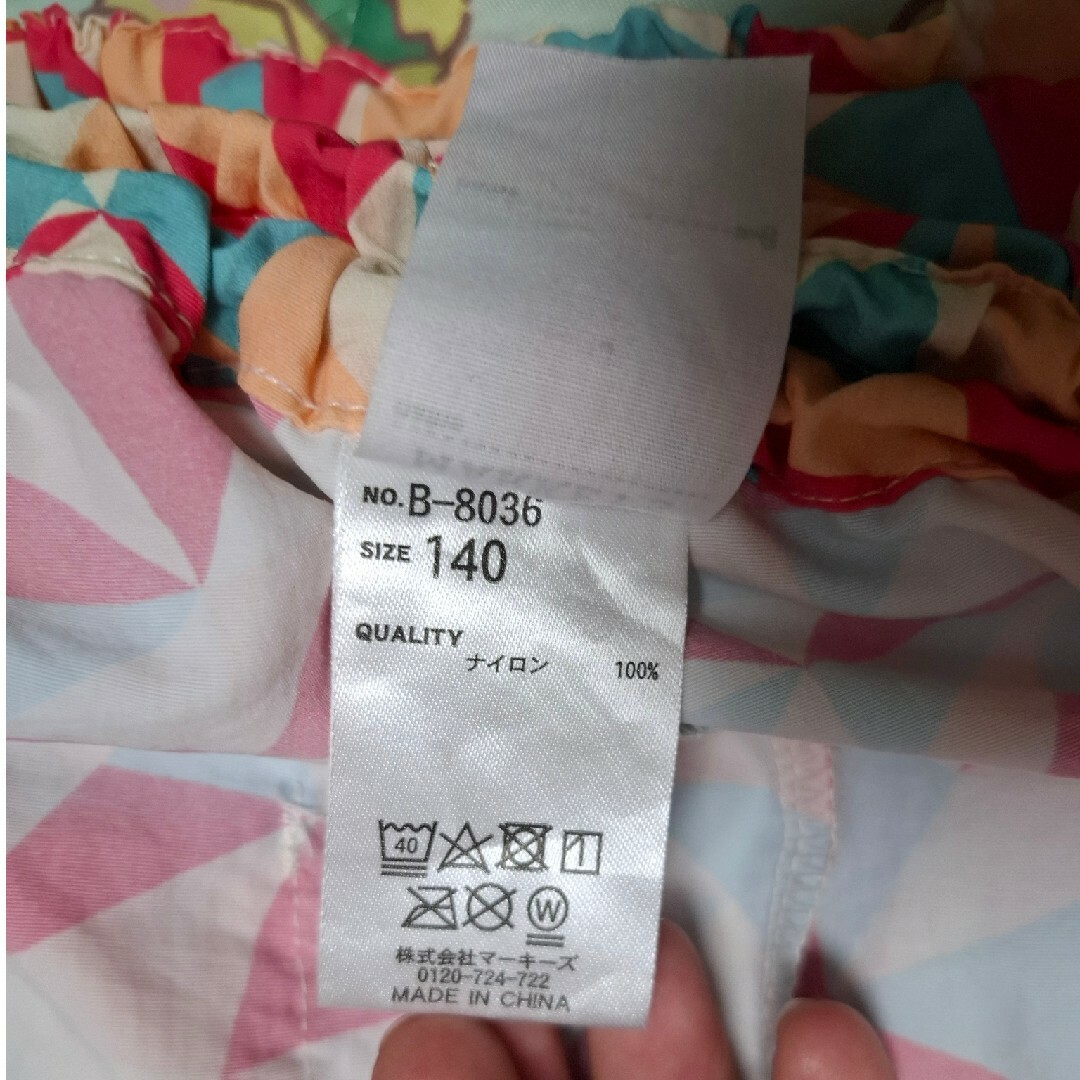 NO. B-8036
SIZE 140
QUALITY
ナイロン 100%
40
W
株式会社マーキーズ
0120-724-722
MADE IN CHINA